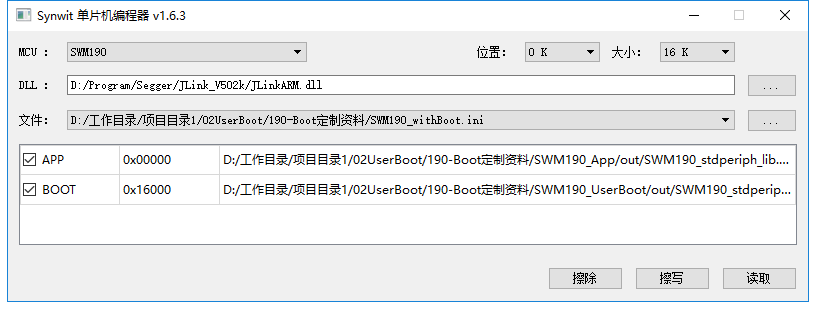 Synwit 单片机编程器 v1.6.3
MCU : SWM190 位置: 0 K 大小: 16 K
DLL : D:/Program/Segger/JLink_V502k/JLinkARM.dll ...
文件: D:/工作目录/项目目录1/02UserBoot/190-Boot定制资料/SWM190_withBoot.ini ...
APP 0x00000 D:/工作目录/项目目录1/02UserBoot/190-Boot定制资料/SWM190_App/out/SWM190_stdperiph_lib....
BOOT 0x16000 D:/工作目录/项目目录1/02UserBoot/190-Boot定制资料/SWM190_UserBoot/out/SWM190_stdperip...
擦除 擦写 读取